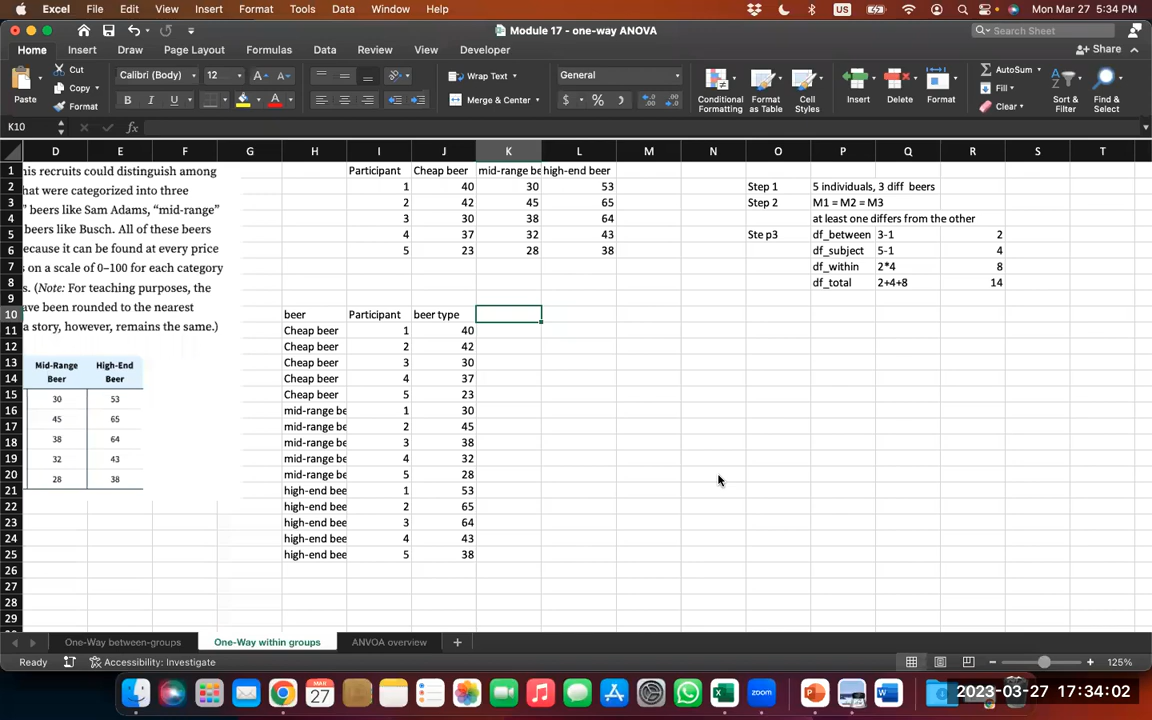 Excel File Edit View Insert Format Tools Data Window Help US Mon Mar 27 5:34 PM
Module 17 - one-way ANOVA Search Sheet
Home Insert Draw Page Layout Formulas Data Review View Developer Share
Paste Cut Copy Format
Calibri (Body) 12 A A
B I U A
Wrap Text
Merge & Center
General
$ %
Conditional Formatting
Format as Table
Cell Styles
Insert Delete Format
AutoSum
Fill
Clear
Sort & Filter
Find & Select
K10 fx
D E F G H I J K L M N O P Q R S T
1 his recruits could distinguish among Participant Cheap beer mid-range be high-end beer
2 hat were categorized into three 1 40 30 53 Step 1 5 individuals, 3 diff beers
3 ” beers like Sam Adams, “mid-range” 2 42 45 65 Step 2 M1 = M2 = M3
4 beers like Busch. All of these beers 3 30 38 64 at least one differs from the other
5 ecause it can be found at every price 4 37 32 43 Ste p3 df_between 3-1 2
6 s on a scale of 0–100 for each category 5 23 28 38 df_subject 5-1 4
7 s. (Note: For teaching purposes, the df_within 2*4 8
8 ave been rounded to the nearest df_total 2+4+8 14
9 a story, however, remains the same.)
10 beer Participant beer type
11 Cheap beer 1 40
12 Mid-Range Beer High-End Beer Cheap beer 2 42
13 Cheap beer 3 30
14 30 53 Cheap beer 4 37
15 45 65 Cheap beer 5 23
16 38 64 mid-range be 1 30
17 32 43 mid-range be 2 45
18 28 38 mid-range be 3 38
19 mid-range be 4 32
20 mid-range be 5 28
21 high-end bee 1 53
22 high-end bee 2 65
23 high-end bee 3 64
24 high-end bee 4 43
25 high-end bee 5 38
26
27
28
29
One-Way between-groups One-Way within groups ANVOA overview +
Ready Accessibility: Investigate 125%
MAR 27 zoom
2023-03-27 17:34:02